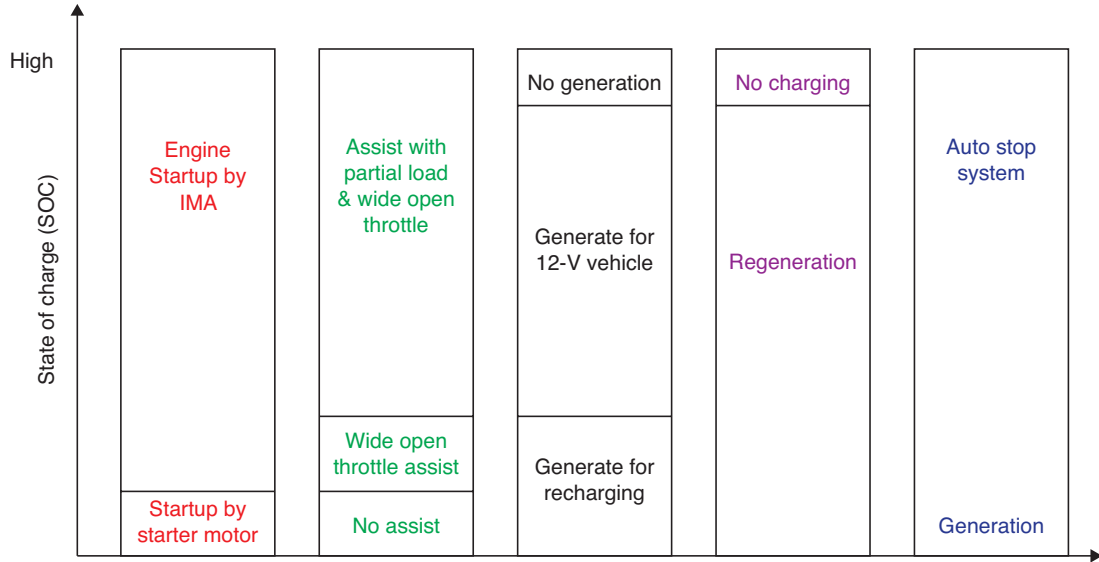 High
State of charge (SOC)
Engine
Startup by
IMA
Startup by
starter motor
Assist with
partial load
& wide open
throttle
Wide open
throttle assist
No assist
No generation
Generate for
12-V vehicle
Generate for
recharging
No charging
Regeneration
Auto stop
system
Generation